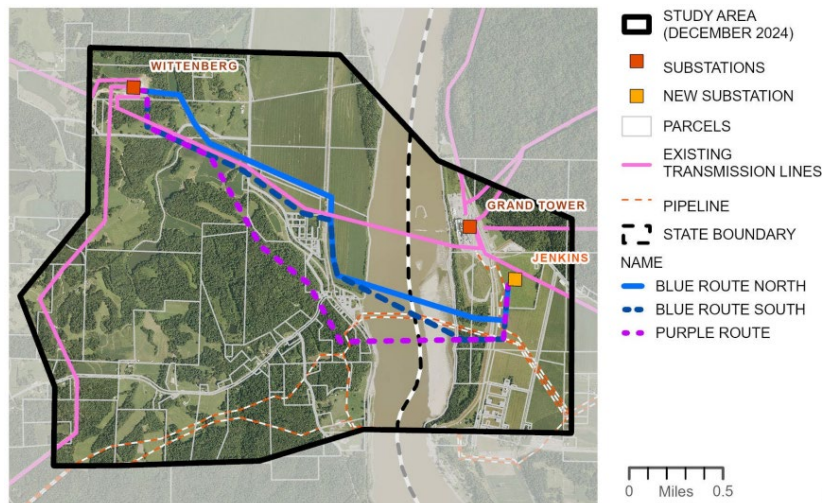 WITTENBERG
GRAND TOWER
JENKINS
STUDY AREA
(DECEMBER 2024)
SUBSTATIONS
NEW SUBSTATION
PARCELS
EXISTING
TRANSMISSION LINES
PIPELINE
STATE BOUNDARY
NAME
BLUE ROUTE NORTH
BLUE ROUTE SOUTH
PURPLE ROUTE
0 Miles 0.5